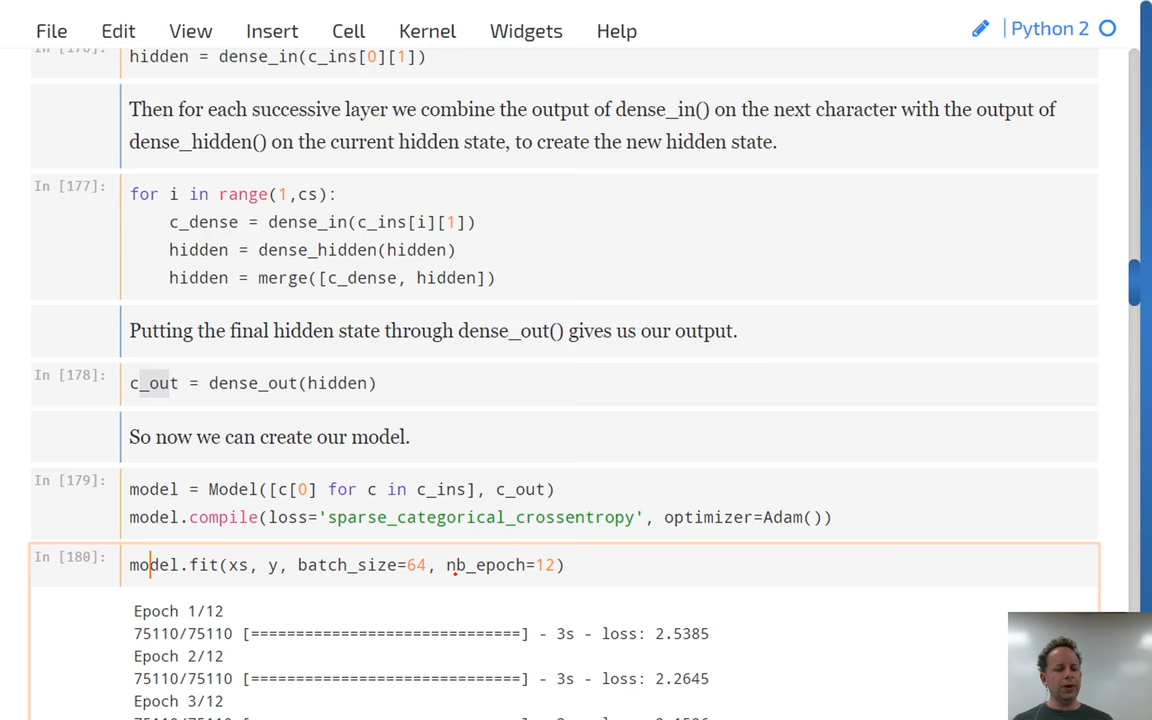 File Edit View Insert Cell Kernel Widgets Help Python 2
hidden = dense_in(c_ins[0][1])
Then for each successive layer we combine the output of dense_in() on the next character with the output of
dense_hidden() on the current hidden state, to create the new hidden state.
In [177]: for i in range(1,cs):
c_dense = dense_in(c_ins[i][1])
hidden = dense_hidden(hidden)
hidden = merge([c_dense, hidden])
Putting the final hidden state through dense_out() gives us our output.
In [178]: c_out = dense_out(hidden)
So now we can create our model.
In [179]: model = Model([c[0] for c in c_ins], c_out)
model.compile(loss='sparse_categorical_crossentropy', optimizer=Adam())
In [180]: model.fit(xs, y, batch_size=64, nb_epoch=12)
Epoch 1/12
75110/75110 [==============================] - 3s - loss: 2.5385
Epoch 2/12
75110/75110 [==============================] - 3s - loss: 2.2645
Epoch 3/12